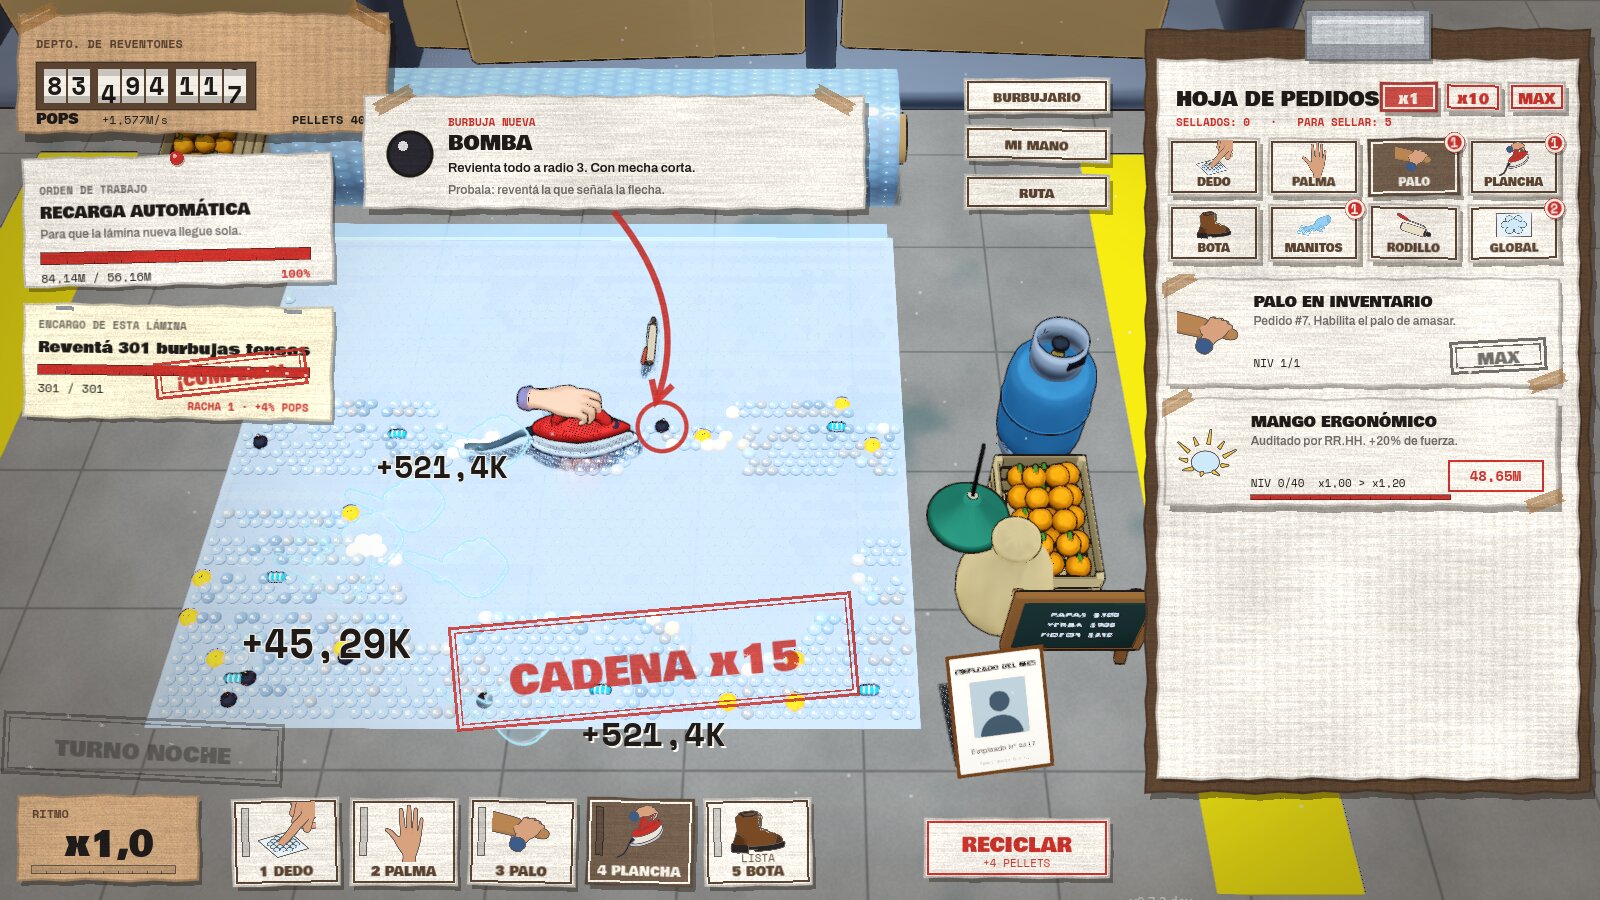 DEPTO. DE REVENTONES
83 494 117
POPS +1,577M/s PELLETS 40
ORDEN DE TRABAJO
RECARGA AUTOMÁTICA
Para que la lámina nueva llegue sola.
84,14M / 56,16M 100%
ENCARGO DE ESTA LÁMINA
Reventá 301 burbujas tensas
301 / 301
RACHA 1 · +4% POPS
BURBUJA NUEVA
BOMBA
Revienta todo a radio 3. Con mecha corta.
Probala: reventá la que señala la flecha.
BURBUJARIO
MI MANO
RUTA
+521,4K
+45,29K
CADENA x15
+521,4K
TURNO NOCHE
RITMO
x1,0
1 DEDO
2 PALMA
3 PALO
4 PLANCHA
LISTA
5 BOTA
RECICLAR
+4 PELLETS
HOJA DE PEDIDOS x1 x10 MAX
SELLADOS: 0 · PARA SELLAR: 5
DEDO
PALMA
1
PALO
1
PLANCHA
BOTA
1
MANITOS
RODILLO
2
GLOBAL
PALO EN INVENTARIO
Pedido #7. Habilita el palo de amasar.
NIV 1/1
MAX
MANGO ERGONÓMICO
Auditado por RR.HH. +20% de fuerza.
NIV 0/40 x1,00 > x1,20
48,65M